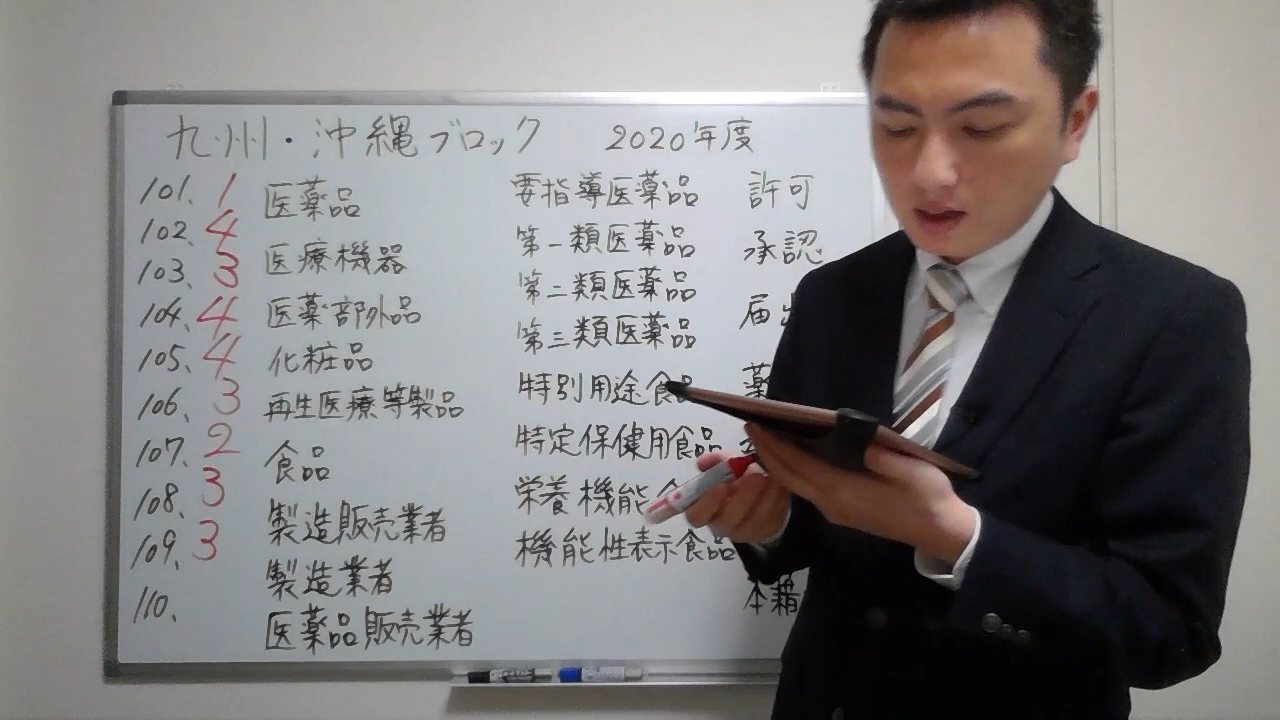 九州・沖縄ブロック 2020年度
101. 1
102. 4
103. 3
104. 4
105. 4
106. 3
107. 2
108. 3
109. 3
110.
医薬品
医療機器
医薬部外品
化粧品
再生医療等製品
食品
製造販売業者
製造業者
医薬品販売業者
要指導医薬品
第一類医薬品
第二類医薬品
第三類医薬品
特別用途食品
特定保健用食品
栄養機能
機能性表示食品
許可
承認
届出
薬
本籍